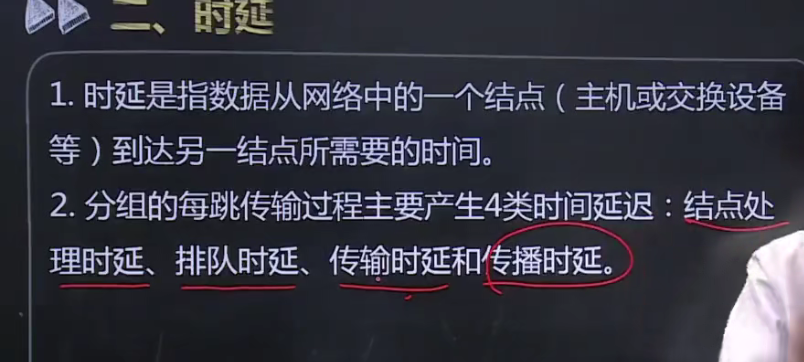 二、时延
1. 时延是指数据从网络中的一个结点（主机或交换设备
等）到达另一结点所需要的时间。
2. 分组的每跳传输过程主要产生4类时间延迟：结点处
理时延、排队时延、传输时延和传播时延。